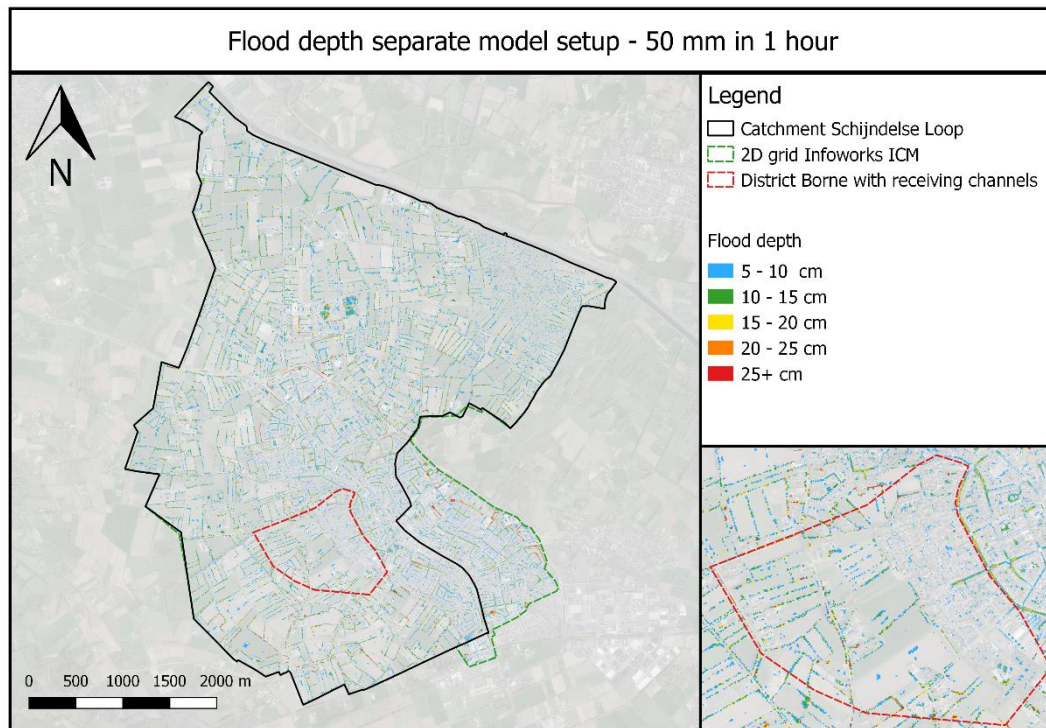 Flood depth separate model setup - 50 mm in 1 hour
N
0 500 1000 1500 2000 m
Legend
Catchment Schijndelse Loop
2D grid Infoworks ICM
District Borne with receiving channels
Flood depth
5 - 10 cm
10 - 15 cm
15 - 20 cm
20 - 25 cm
25+ cm